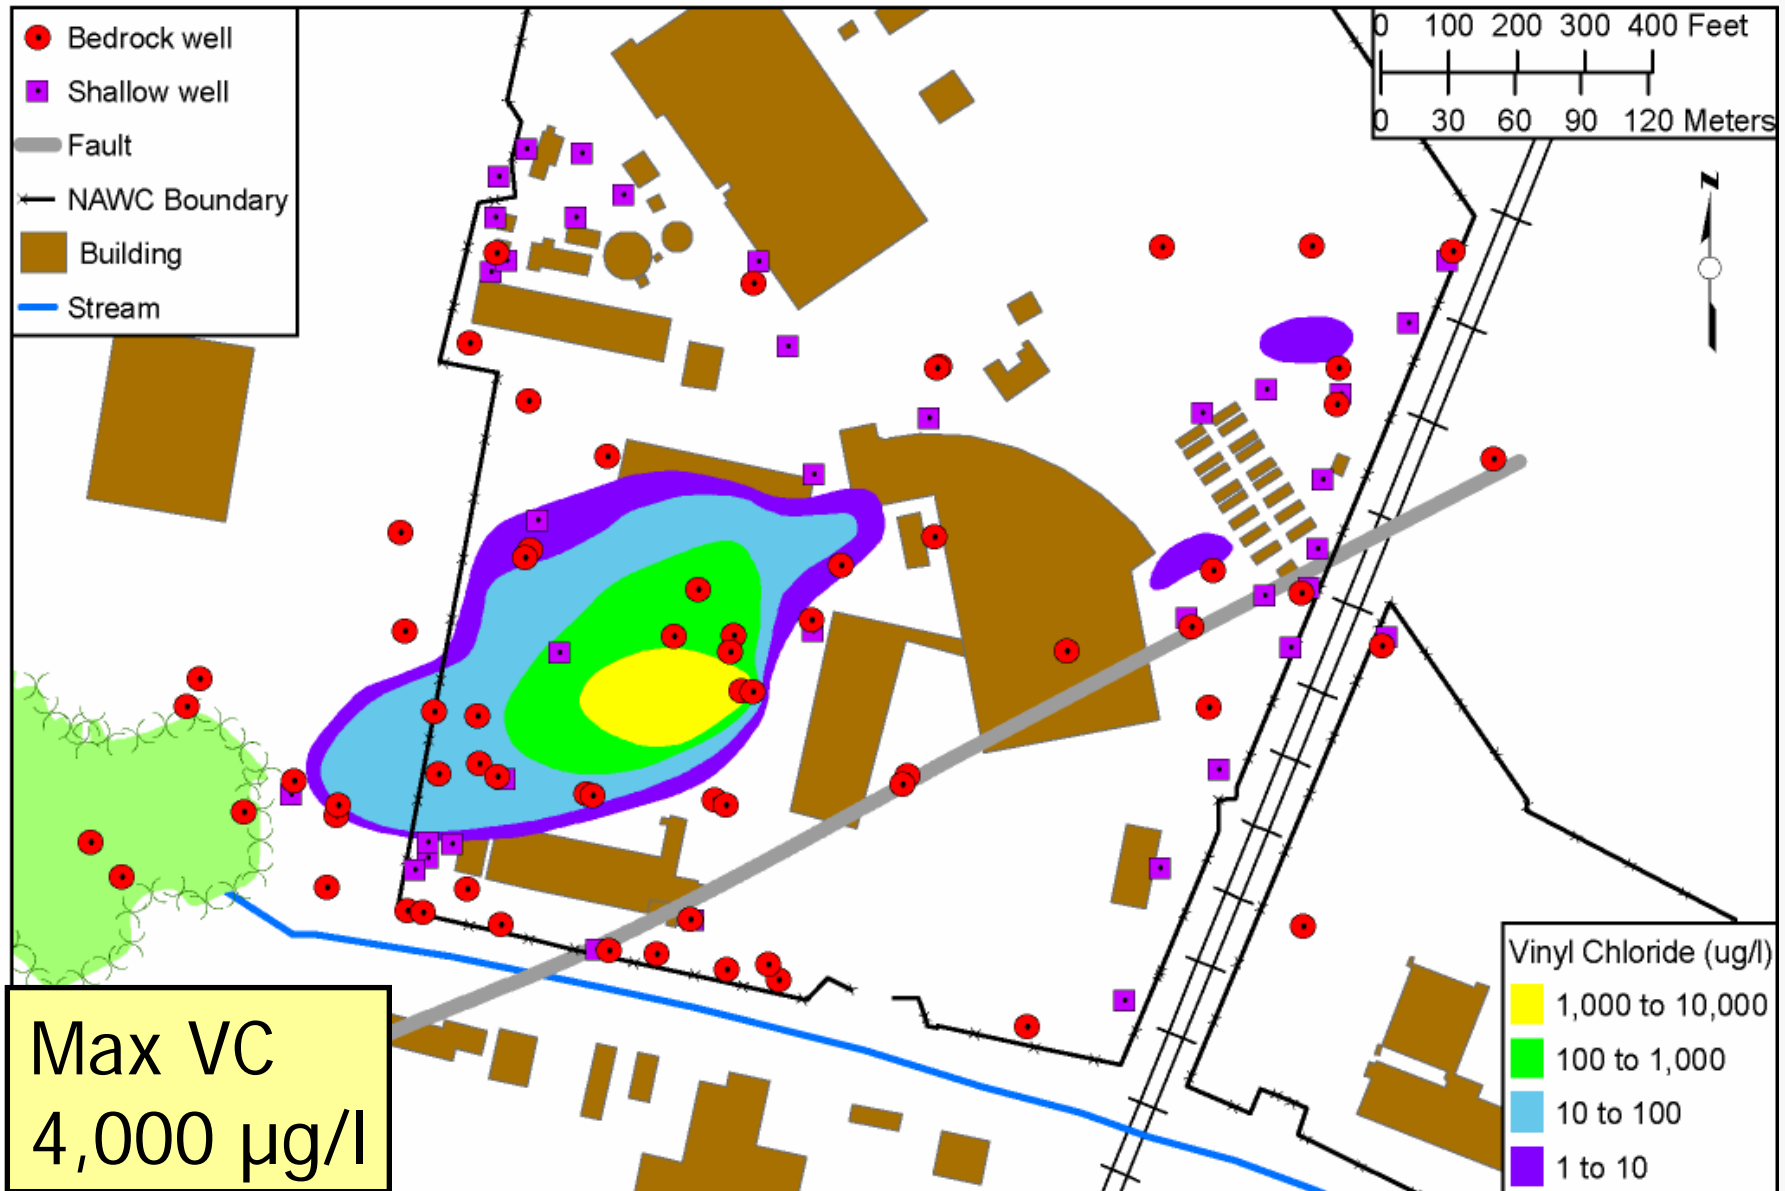 Bedrock well
Shallow well
Fault
NAWC Boundary
Building
Stream
0 100 200 300 400 Feet
0 30 60 90 120 Meters
N
Max VC
4,000 µg/l
Vinyl Chloride (ug/l)
1,000 to 10,000
100 to 1,000
10 to 100
1 to 10